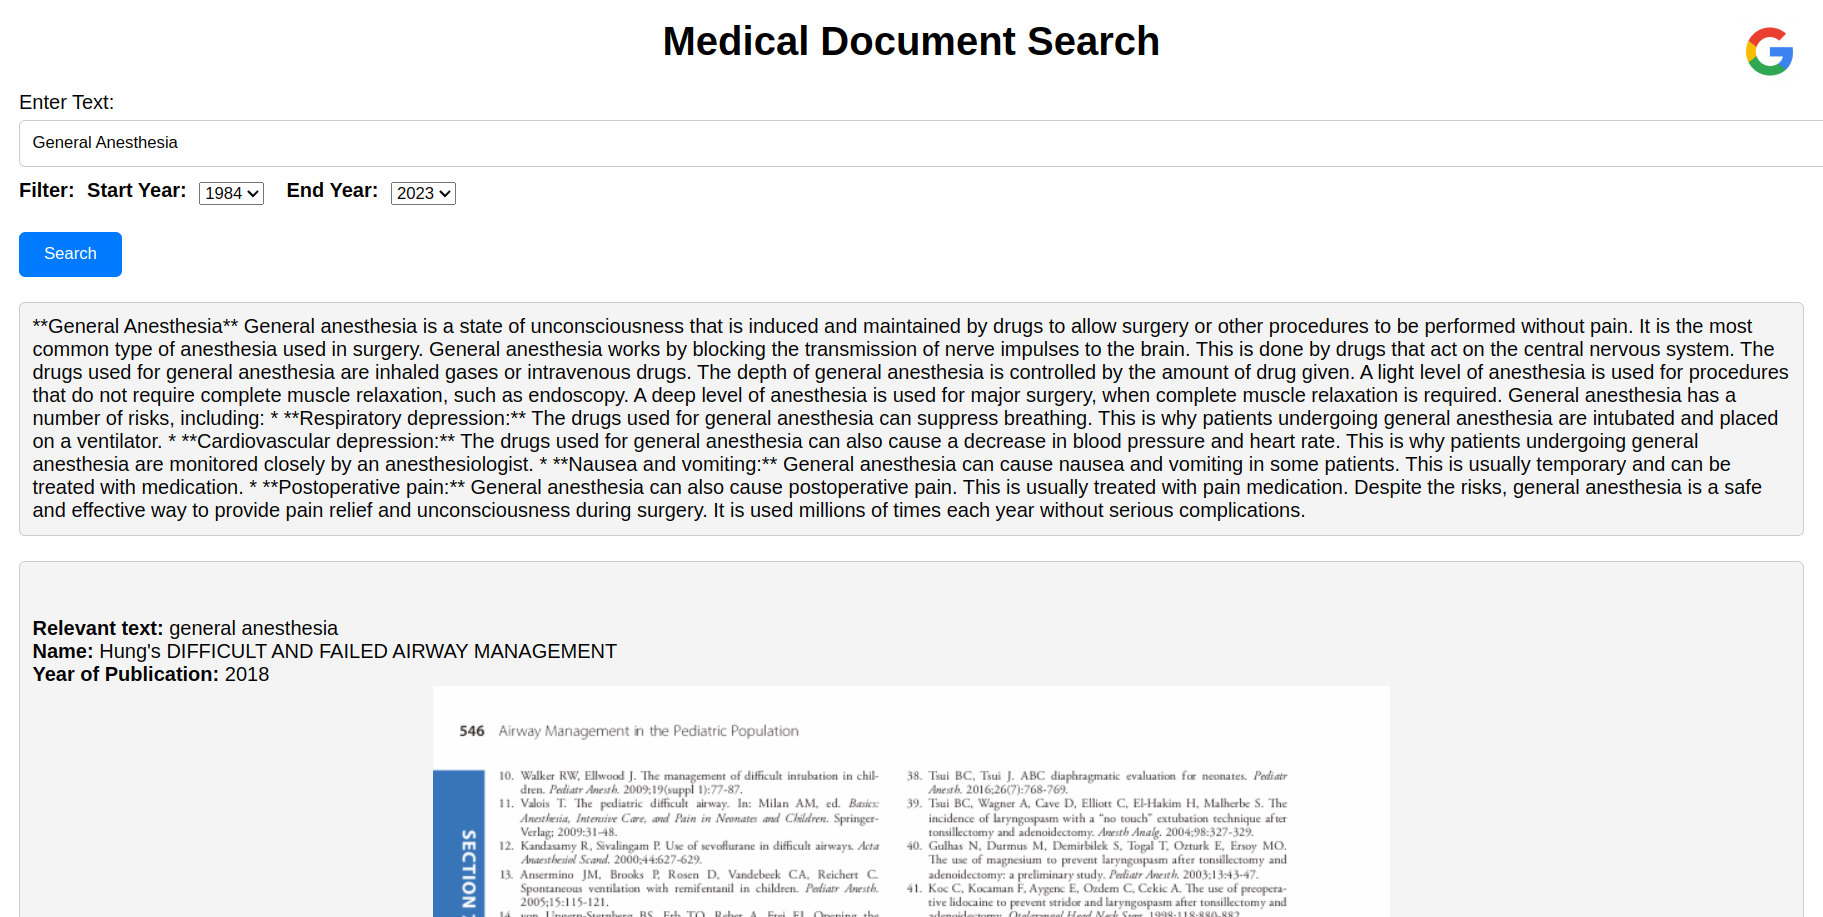 Medical Document Search
Enter Text:
General Anesthesia
Filter: Start Year: 1984 End Year: 2023
Search
**General Anesthesia** General anesthesia is a state of unconsciousness that is induced and maintained by drugs to allow surgery or other procedures to be performed without pain. It is the most
common type of anesthesia used in surgery. General anesthesia works by blocking the transmission of nerve impulses to the brain. This is done by drugs that act on the central nervous system. The
drugs used for general anesthesia are inhaled gases or intravenous drugs. The depth of general anesthesia is controlled by the amount of drug given. A light level of anesthesia is used for procedures
that do not require complete muscle relaxation, such as endoscopy. A deep level of anesthesia is used for major surgery, when complete muscle relaxation is required. General anesthesia has a
number of risks, including: * **Respiratory depression:** The drugs used for general anesthesia can suppress breathing. This is why patients undergoing general anesthesia are intubated and placed
on a ventilator. * **Cardiovascular depression:** The drugs used for general anesthesia can also cause a decrease in blood pressure and heart rate. This is why patients undergoing general
anesthesia are monitored closely by an anesthesiologist. * **Nausea and vomiting:** General anesthesia can cause nausea and vomiting in some patients. This is usually temporary and can be
treated with medication. * **Postoperative pain:** General anesthesia can also cause postoperative pain. This is usually treated with pain medication. Despite the risks, general anesthesia is a safe
and effective way to provide pain relief and unconsciousness during surgery. It is used millions of times each year without serious complications.
Relevant text: general anesthesia
Name: Hung's DIFFICULT AND FAILED AIRWAY MANAGEMENT
Year of Publication: 2018
546 Airway Management in the Pediatric Population
SECTION
10. Walker RW, Ellwood J. The management of difficult intubation in chil-
dren. Pediatr Anesth. 2009;19(suppl 1):77-87.
11. Valois T. The pediatric difficult airway. In: Milan AM, ed. Basics:
Anesthesia, Intensive Care, and Pain in Neonates and Children. Springer-
Verlag; 2009:31-48.
12. Kandasamy R, Sivalingam P. Use of sevoflurane in difficult airways. Acta
Anaesthesiol Scand. 2000;44:627-629.
13. Ansermino JM, Brooks P, Rosen D, Vandebeek CA, Reichert C.
Spontaneous ventilation with remifentanil in children. Pediatr Anesth.
2005;15:115-121.
14. von Ungern-Sternberg BS, Erb TO, Reber A, Frei FJ. Opening the
38. Tsui BC, Tsui J. ABC diaphragmatic evaluation for neonates. Pediatr
Anesth. 2016;26(7):768-769.
39. Tsui BC, Wagner A, Cave D, Elliott C, El-Hakim H, Malherbe S. The
incidence of laryngospasm with a "no touch" extubation technique after
tonsillectomy and adenoidectomy. Anesth Analg. 2004;98:327-329.
40. Gulhas N, Durmus M, Demirbilek S, Togal T, Ozturk E, Ersoy MO.
The use of magnesium to prevent laryngospasm after tonsillectomy and
adenoidectomy: a preliminary study. Pediatr Anesth. 2003;13:43-47.
41. Koc C, Kocaman F, Aygenc E, Ozdem C, Cekic A. The use of preopera-
tive lidocaine to prevent stridor and laryngospasm after tonsillectomy and
adenoidectomy. Otolaryngol Head Neck Surg. 1998;118:880-882.